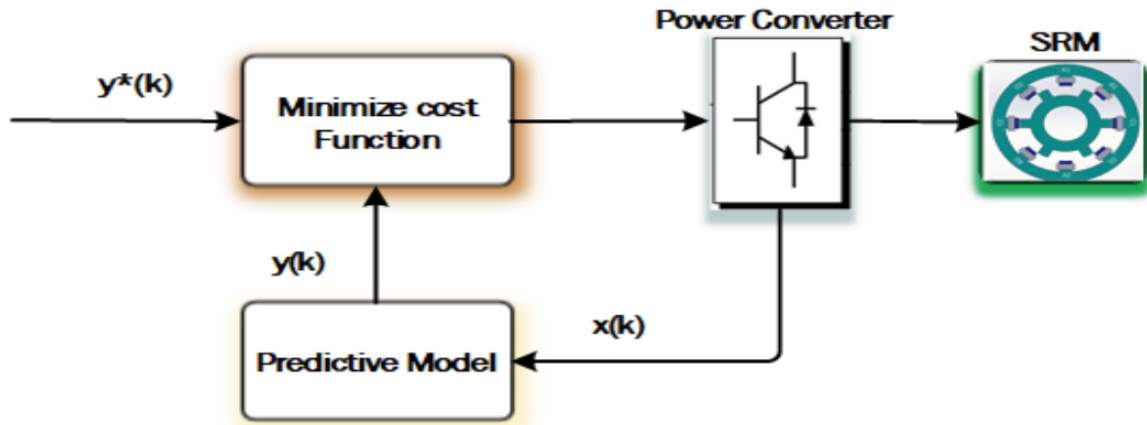 Power Converter
SRM
y*(k)
Minimize cost
Function
y(k)
x(k)
Predictive Model